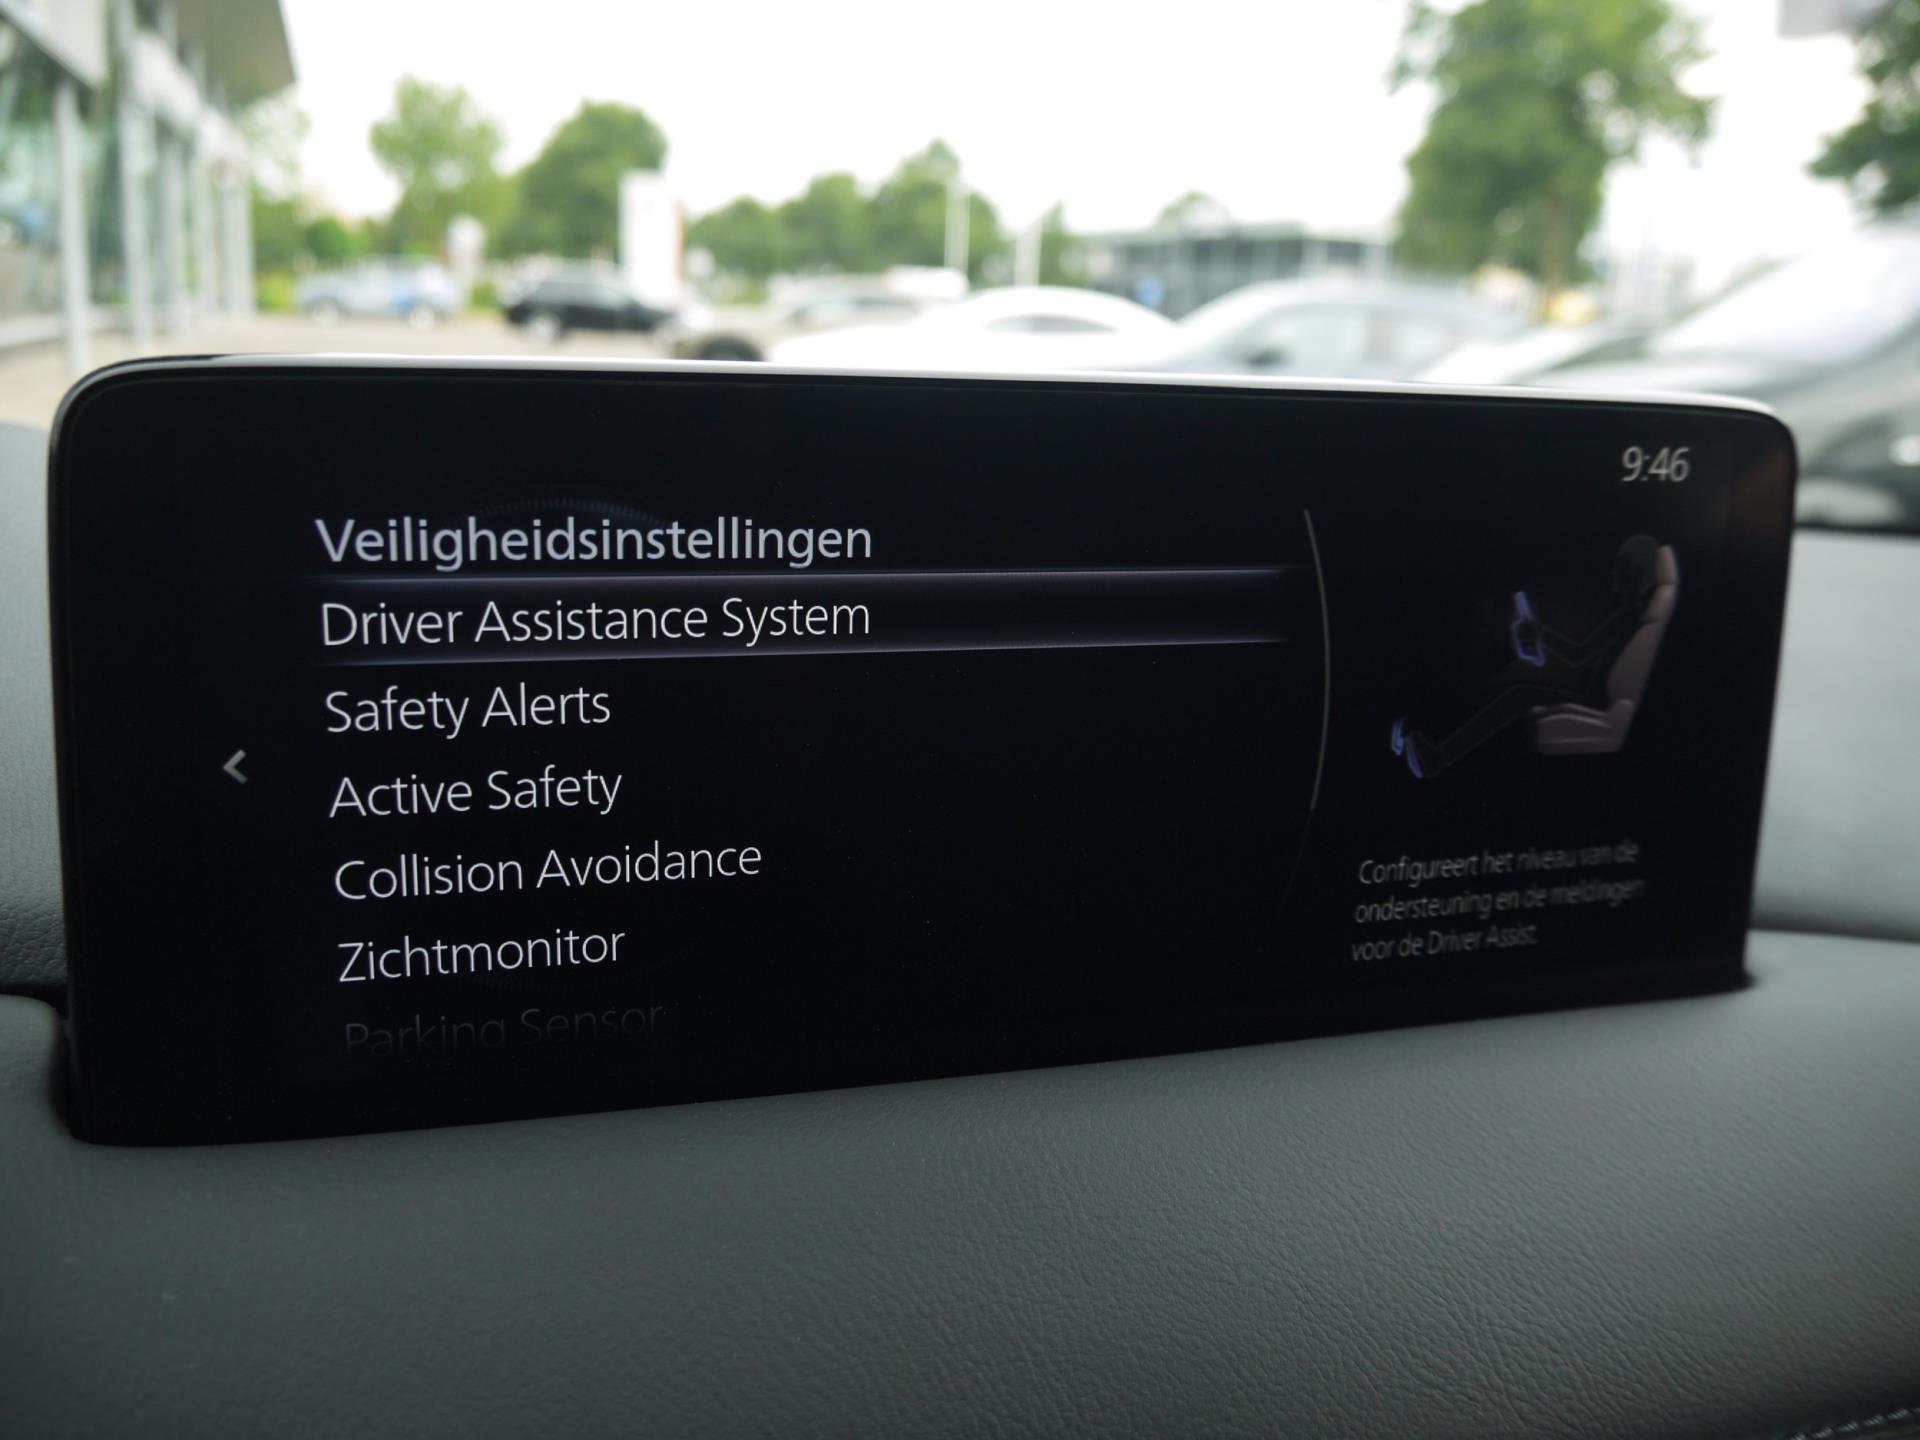 9:46
Veiligheidsinstellingen
Driver Assistance System
Safety Alerts
Active Safety
Collision Avoidance
Zichtmonitor
Parking Sensor
Configureert het niveau van de
ondersteuning en de meldingen
voor de Driver Assist.